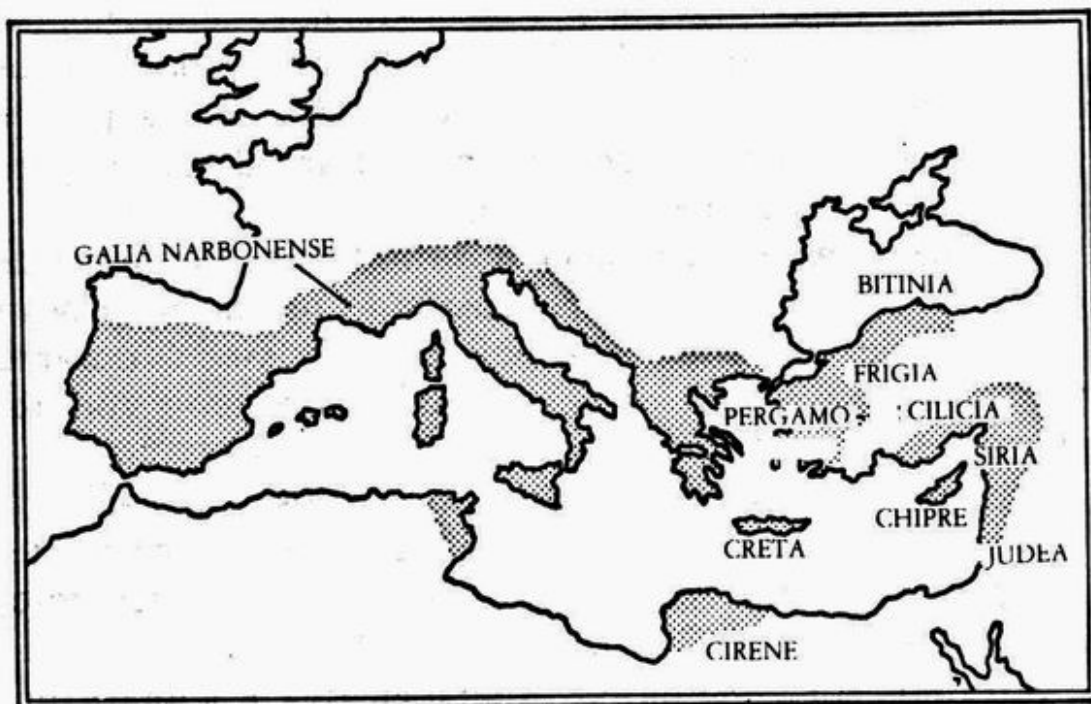 GALIA NARBONENSE
BITINIA
FRIGIA
PERGAMO
CILICIA
SIRIA
CHIPRE
CRETA
JUDEA
CIRENE